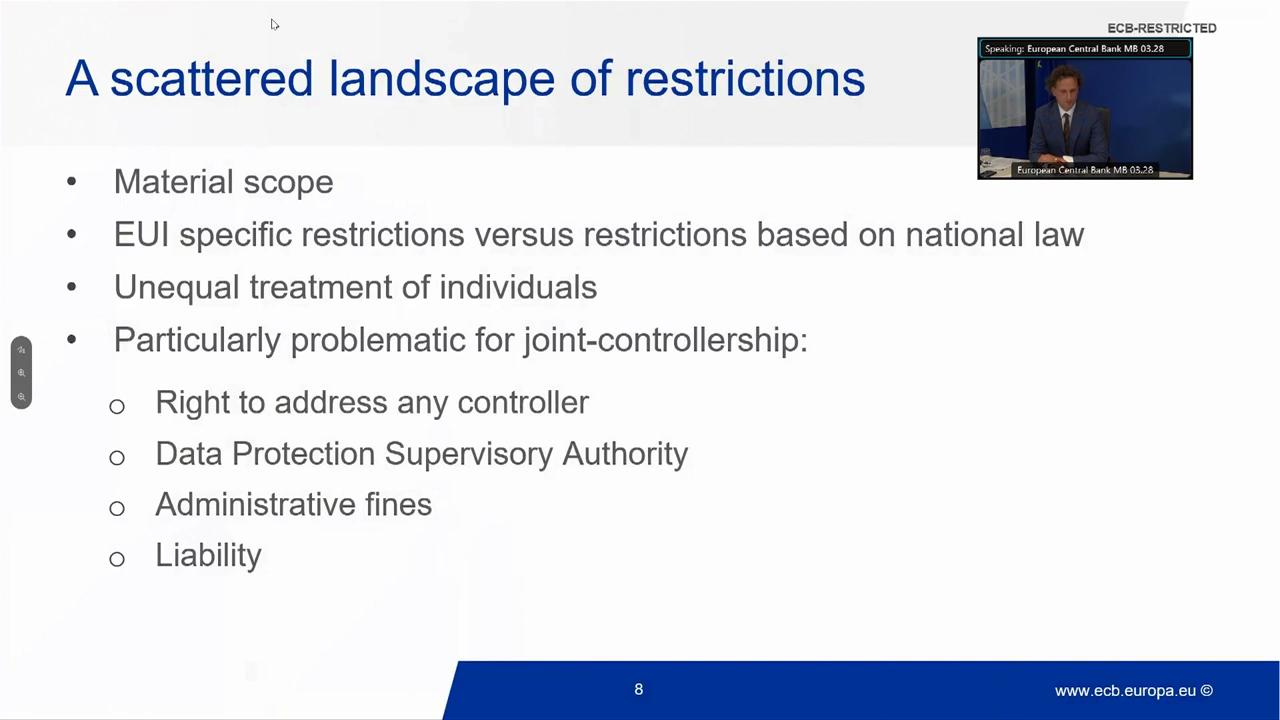 ECB-RESTRICTED
A scattered landscape of restrictions
Speaking: European Central Bank MB 03.28
European Central Bank MB 03.28
• Material scope
• EUI specific restrictions versus restrictions based on national law
• Unequal treatment of individuals
• Particularly problematic for joint-controllership:
o Right to address any controller
o Data Protection Supervisory Authority
o Administrative fines
o Liability
8
www.ecb.europa.eu ©